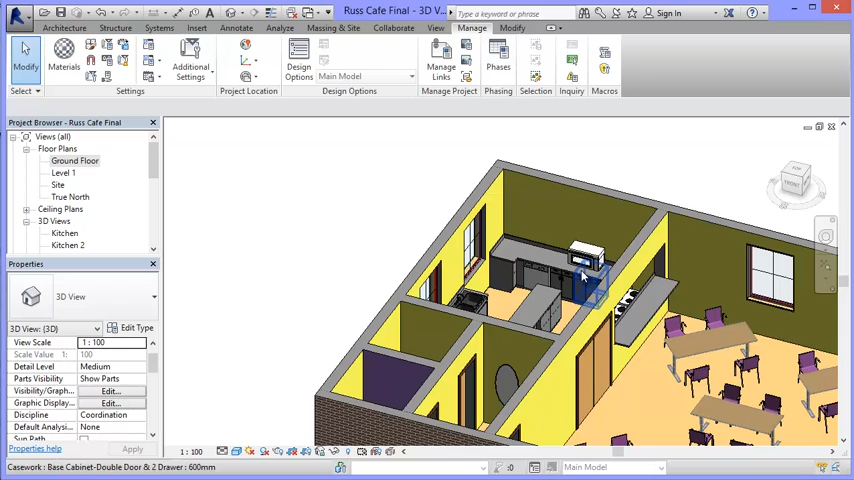 Russ Cafe Final - 3D V...
Type a keyword or phrase
Sign In
Architecture Structure Systems Insert Annotate Analyze Massing & Site Collaborate View Manage Modify
Modify Materials Additional Settings Design Options Main Model Manage Links Phases
Select Settings Project Location Design Options Manage Project Phasing Selection Inquiry Macros
Project Browser - Russ Cafe Final
Views (all)
Floor Plans
Ground Floor
Level 1
Site
True North
Ceiling Plans
3D Views
Kitchen
Kitchen 2
TOP
FRONT
Properties
3D View
3D View: {3D} Edit Type
View Scale 1 : 100
Scale Value 1: 100
Detail Level Medium
Parts Visibility Show Parts
Visibility/Graph... Edit...
Graphic Display... Edit...
Discipline Coordination
Default Analysi... None
Sun Path
Properties help Apply
1 : 100
Casework : Base Cabinet-Double Door & 2 Drawer : 600mm
:0 Main Model